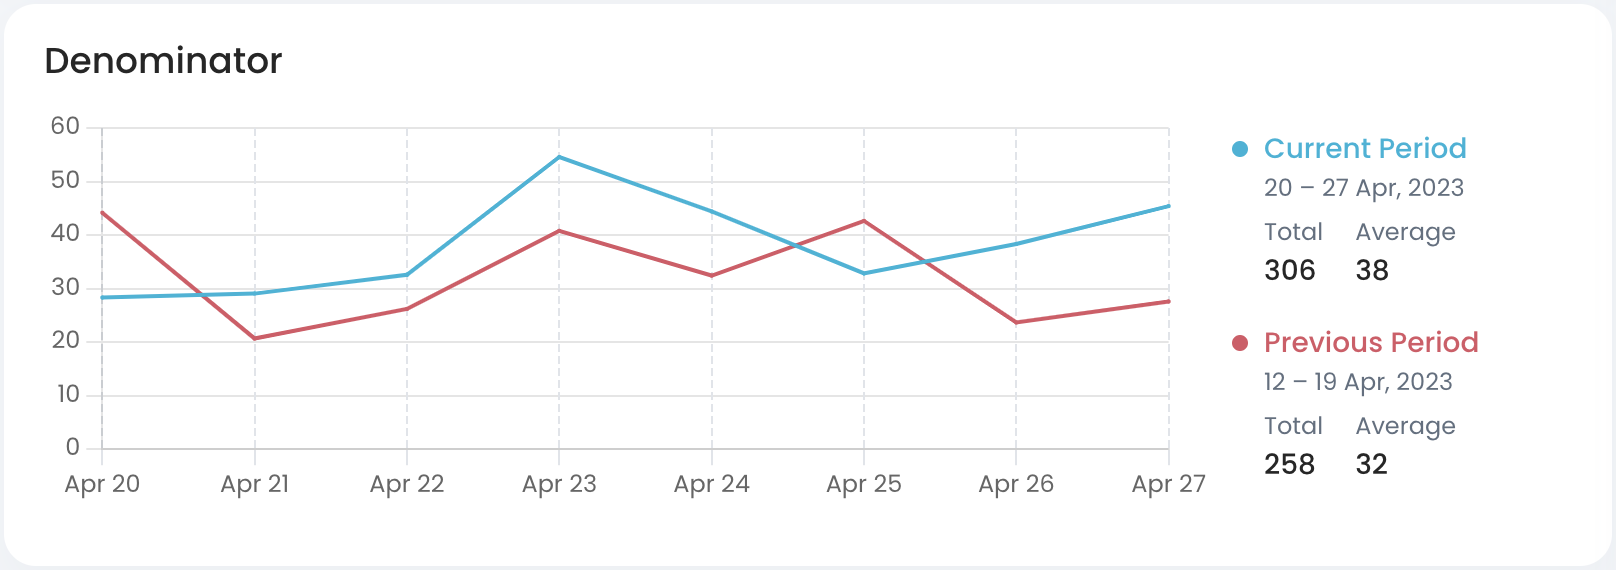 Denominator
60
50
40
30
20
10
0
Apr 20 Apr 21 Apr 22 Apr 23 Apr 24 Apr 25 Apr 26 Apr 27
Current Period
20 – 27 Apr, 2023
Total Average
306 38
Previous Period
12 – 19 Apr, 2023
Total Average
258 32